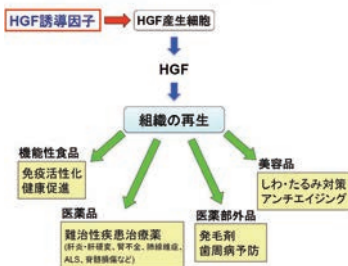 HGF誘導因子
HGF産生細胞
HGF
組織の再生
機能性食品
免疫活性化
健康促進
医薬品
難治性疾患治療薬
(肝炎・肝硬変、腎不全、肺線維症、
ALS、脊髄損傷など)
医薬部外品
発毛剤
歯周病予防
美容品
しわ・たるみ対策
アンチエイジング